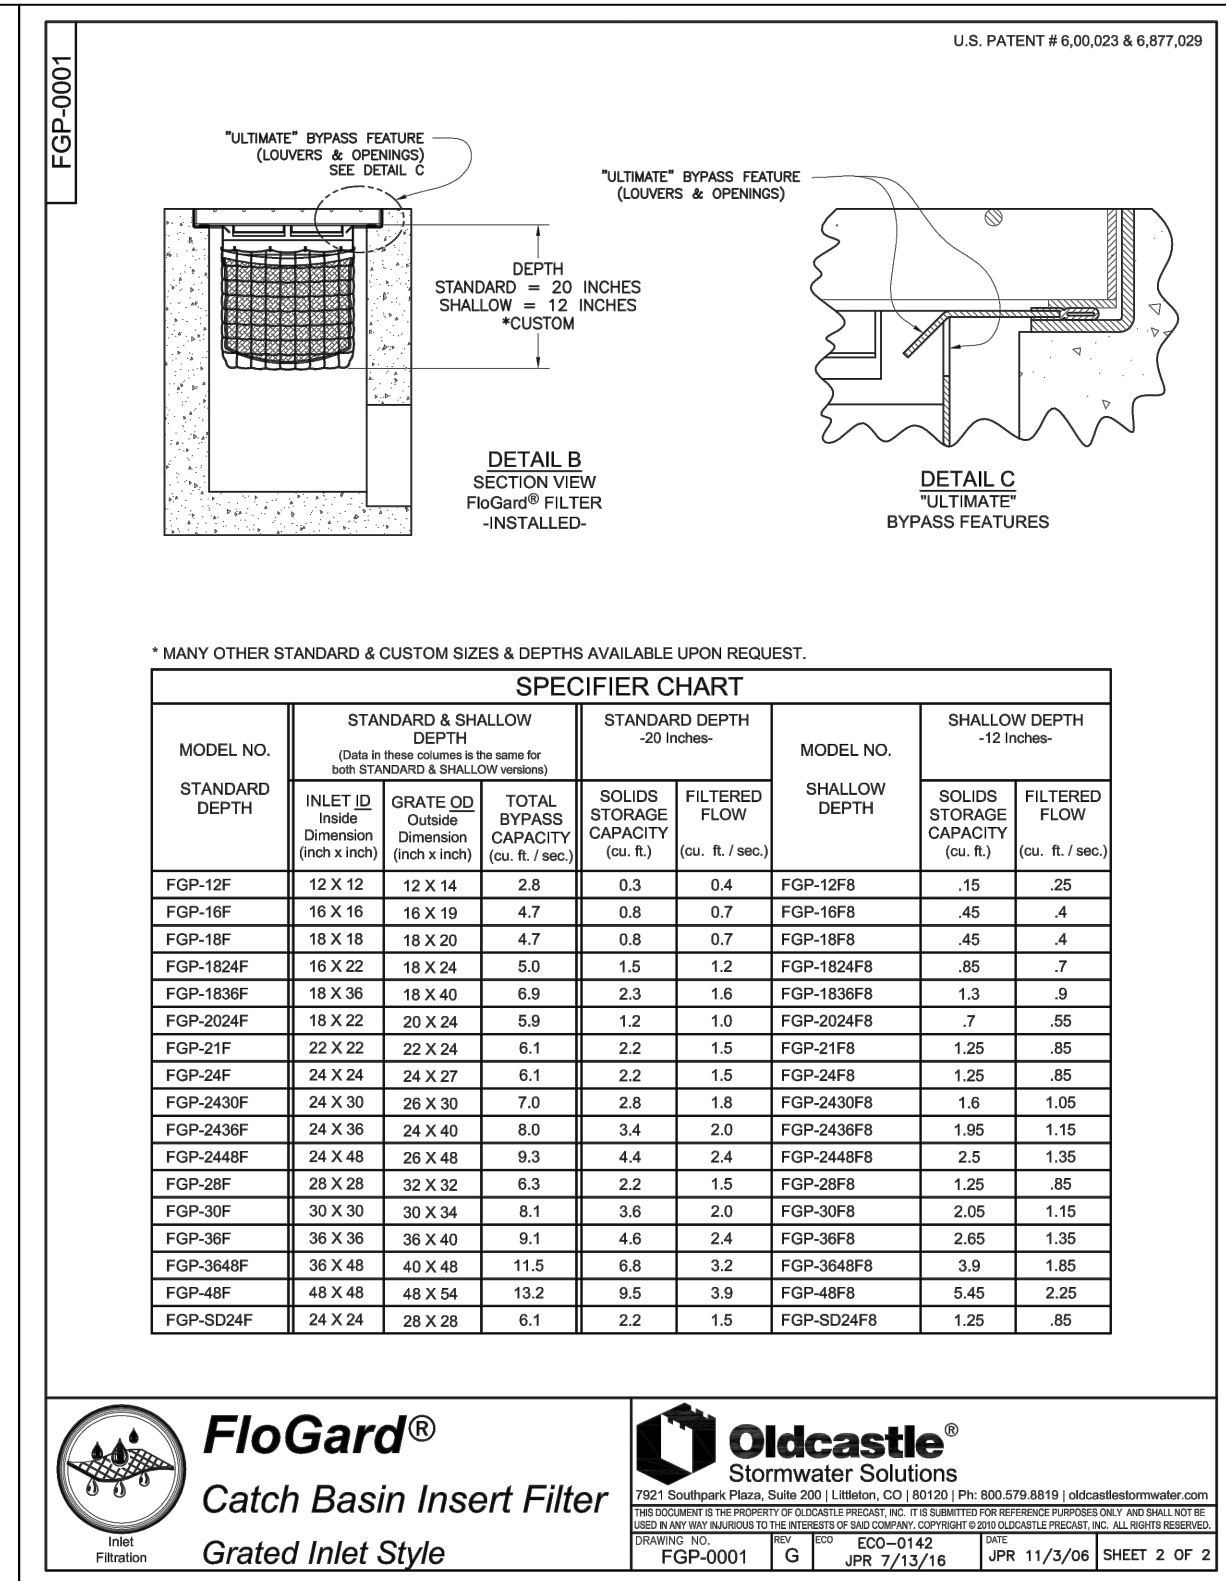 U.S. PATENT # 6,00,023 & 6,877,029
FGP-0001
"ULTIMATE" BYPASS FEATURE
(LOUVERS & OPENINGS)
SEE DETAIL C
"ULTIMATE" BYPASS FEATURE
(LOUVERS & OPENINGS)
DEPTH
STANDARD = 20 INCHES
SHALLOW = 12 INCHES
*CUSTOM
DETAIL B
SECTION VIEW
FloGard® FILTER
-INSTALLED-
DETAIL C
"ULTIMATE"
BYPASS FEATURES
* MANY OTHER STANDARD & CUSTOM SIZES & DEPTHS AVAILABLE UPON REQUEST.
SPECIFIER CHART
MODEL NO.
STANDARD
DEPTH
STANDARD & SHALLOW
DEPTH
(Data in these columes is the same for
both STANDARD & SHALLOW versions)
STANDARD DEPTH
-20 Inches-
MODEL NO.
SHALLOW
DEPTH
SHALLOW DEPTH
-12 Inches-
INLET ID
Inside
Dimension
(inch x inch)
GRATE OD
Outside
Dimension
(inch x inch)
TOTAL
BYPASS
CAPACITY
(cu. ft. / sec.)
SOLIDS
STORAGE
CAPACITY
(cu. ft.)
FILTERED
FLOW
(cu. ft. / sec.)
SOLIDS
STORAGE
CAPACITY
(cu. ft.)
FILTERED
FLOW
(cu. ft. / sec.)
FGP-12F 12 X 12 12 X 14 2.8 0.3 0.4 FGP-12F8 .15 .25
FGP-16F 16 X 16 16 X 19 4.7 0.8 0.7 FGP-16F8 .45 .4
FGP-18F 18 X 18 18 X 20 4.7 0.8 0.7 FGP-18F8 .45 .4
FGP-1824F 16 X 22 18 X 24 5.0 1.5 1.2 FGP-1824F8 .85 .7
FGP-1836F 18 X 36 18 X 40 6.9 2.3 1.6 FGP-1836F8 1.3 .9
FGP-2024F 18 X 22 20 X 24 5.9 1.2 1.0 FGP-2024F8 .7 .55
FGP-21F 22 X 22 22 X 24 6.1 2.2 1.5 FGP-21F8 1.25 .85
FGP-24F 24 X 24 24 X 27 6.1 2.2 1.5 FGP-24F8 1.25 .85
FGP-2430F 24 X 30 26 X 30 7.0 2.8 1.8 FGP-2430F8 1.6 1.05
FGP-2436F 24 X 36 24 X 40 8.0 3.4 2.0 FGP-2436F8 1.95 1.15
FGP-2448F 24 X 48 26 X 48 9.3 4.4 2.4 FGP-2448F8 2.5 1.35
FGP-28F 28 X 28 32 X 32 6.3 2.2 1.5 FGP-28F8 1.25 .85
FGP-30F 30 X 30 30 X 34 8.1 3.6 2.0 FGP-30F8 2.05 1.15
FGP-36F 36 X 36 36 X 40 9.1 4.6 2.4 FGP-36F8 2.65 1.35
FGP-3648F 36 X 48 40 X 48 11.5 6.8 3.2 FGP-3648F8 3.9 1.85
FGP-48F 48 X 48 48 X 54 13.2 9.5 3.9 FGP-48F8 5.45 2.25
FGP-SD24F 24 X 24 28 X 28 6.1 2.2 1.5 FGP-SD24F8 1.25 .85
Inlet
Filtration
FloGard®
Catch Basin Insert Filter
Grated Inlet Style
Oldcastle®
Stormwater Solutions
7921 Southpark Plaza, Suite 200 | Littleton, CO | 80120 | Ph: 800.579.8819 | oldcastlestormwater.com
THIS DOCUMENT IS THE PROPERTY OF OLDCASTLE PRECAST, INC. IT IS SUBMITTED FOR REFERENCE PURPOSES ONLY AND SHALL NOT BE
USED IN ANY WAY INJURIOUS TO THE INTERESTS OF SAID COMPANY. COPYRIGHT © 2010 OLDCASTLE PRECAST, INC. ALL RIGHTS RESERVED.
DRAWING NO.
FGP-0001
REV
G
ECO
ECO-0142
JPR 7/13/16
DATE
JPR 11/3/06
SHEET 2 OF 2